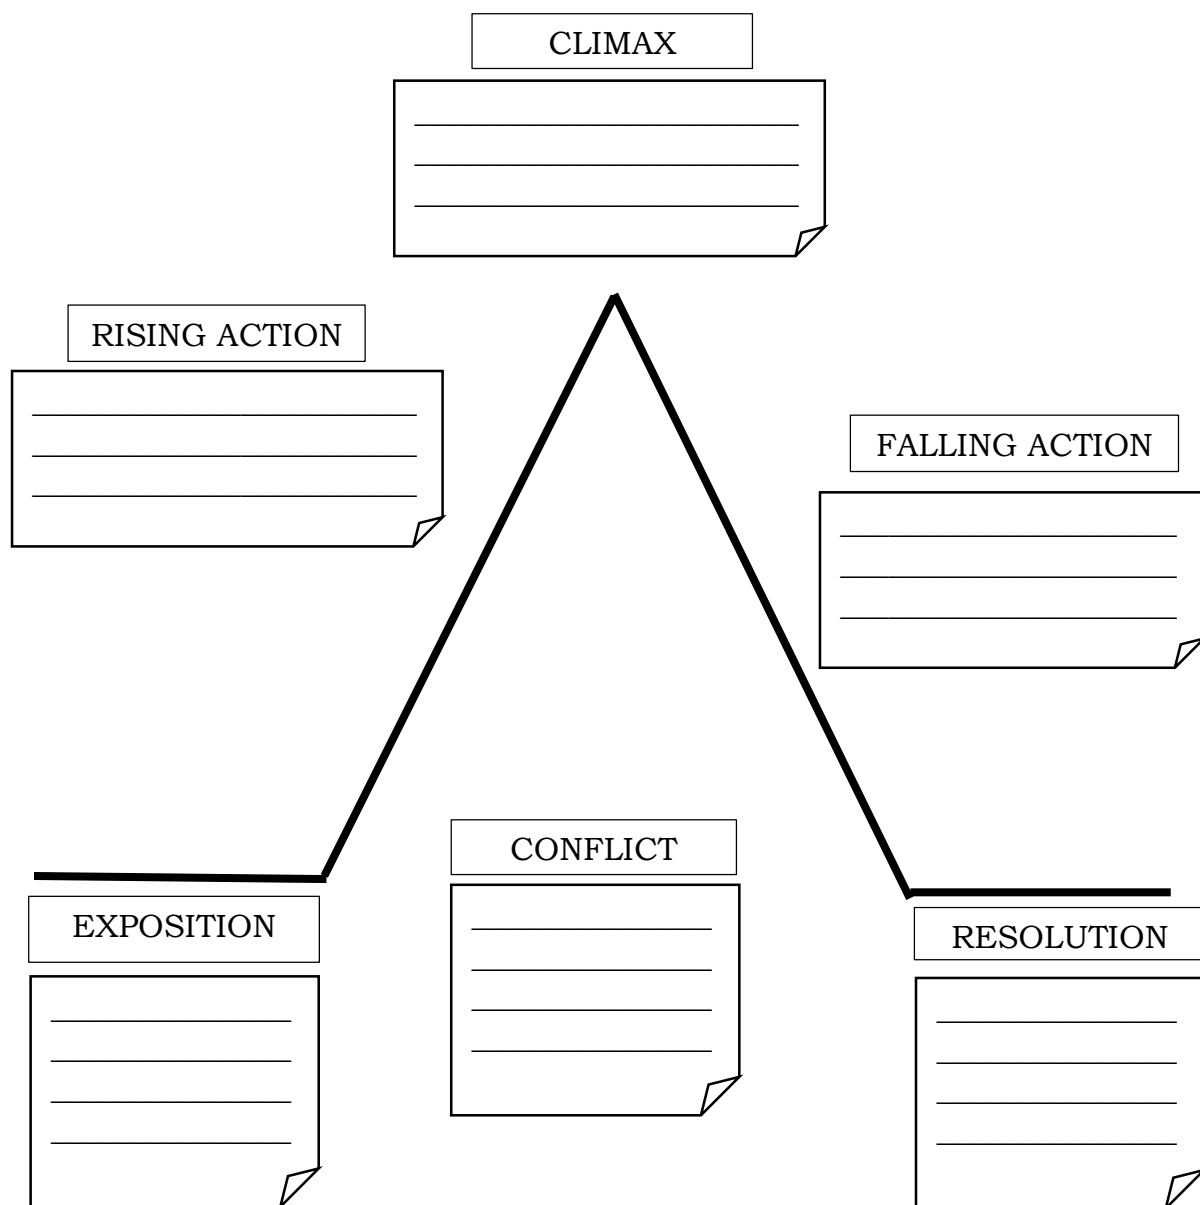 CLIMAX
RISING ACTION
FALLING ACTION
CONFLICT
EXPOSITION
RESOLUTION